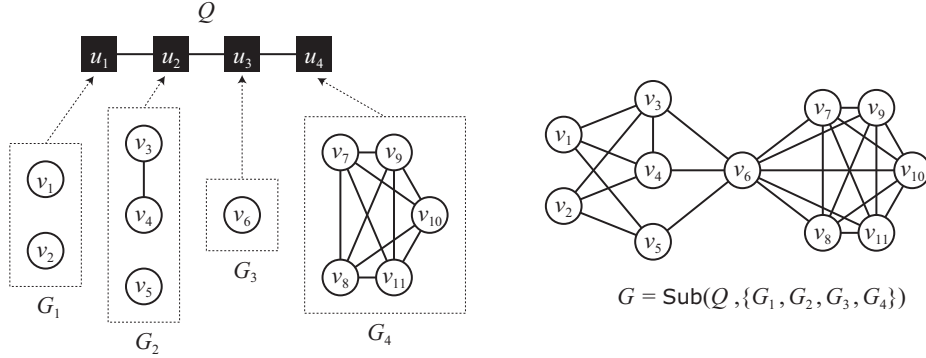 Q
u₁ u₂ u₃ u₄
v₁
v₂
G₁
v₃
v₄
v₅
G₂
v₆
G₃
v₇ v₉
v₁₀
v₈ v₁₁
G₄
v₃ v₇ v₉
v₁
v₄ v₆ v₁₀
v₂
v₅ v₈ v₁₁
G = Sub(Q ,{G₁ , G₂ , G₃ , G₄})